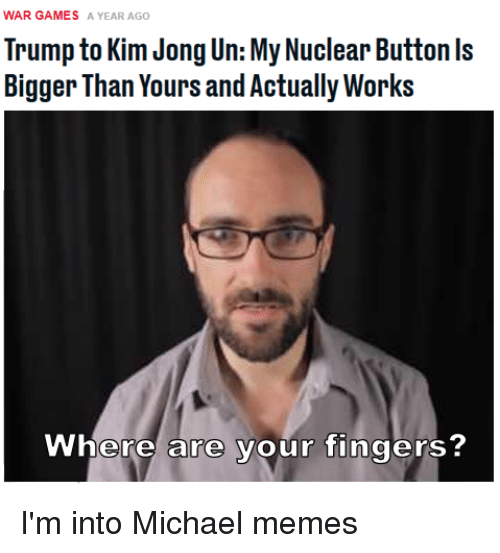 WAR GAMES A YEAR AGO
Trump to Kim Jong Un: My Nuclear Button Is
Bigger Than Yours and Actually Works
Where are your fingers?
I'm into Michael memes